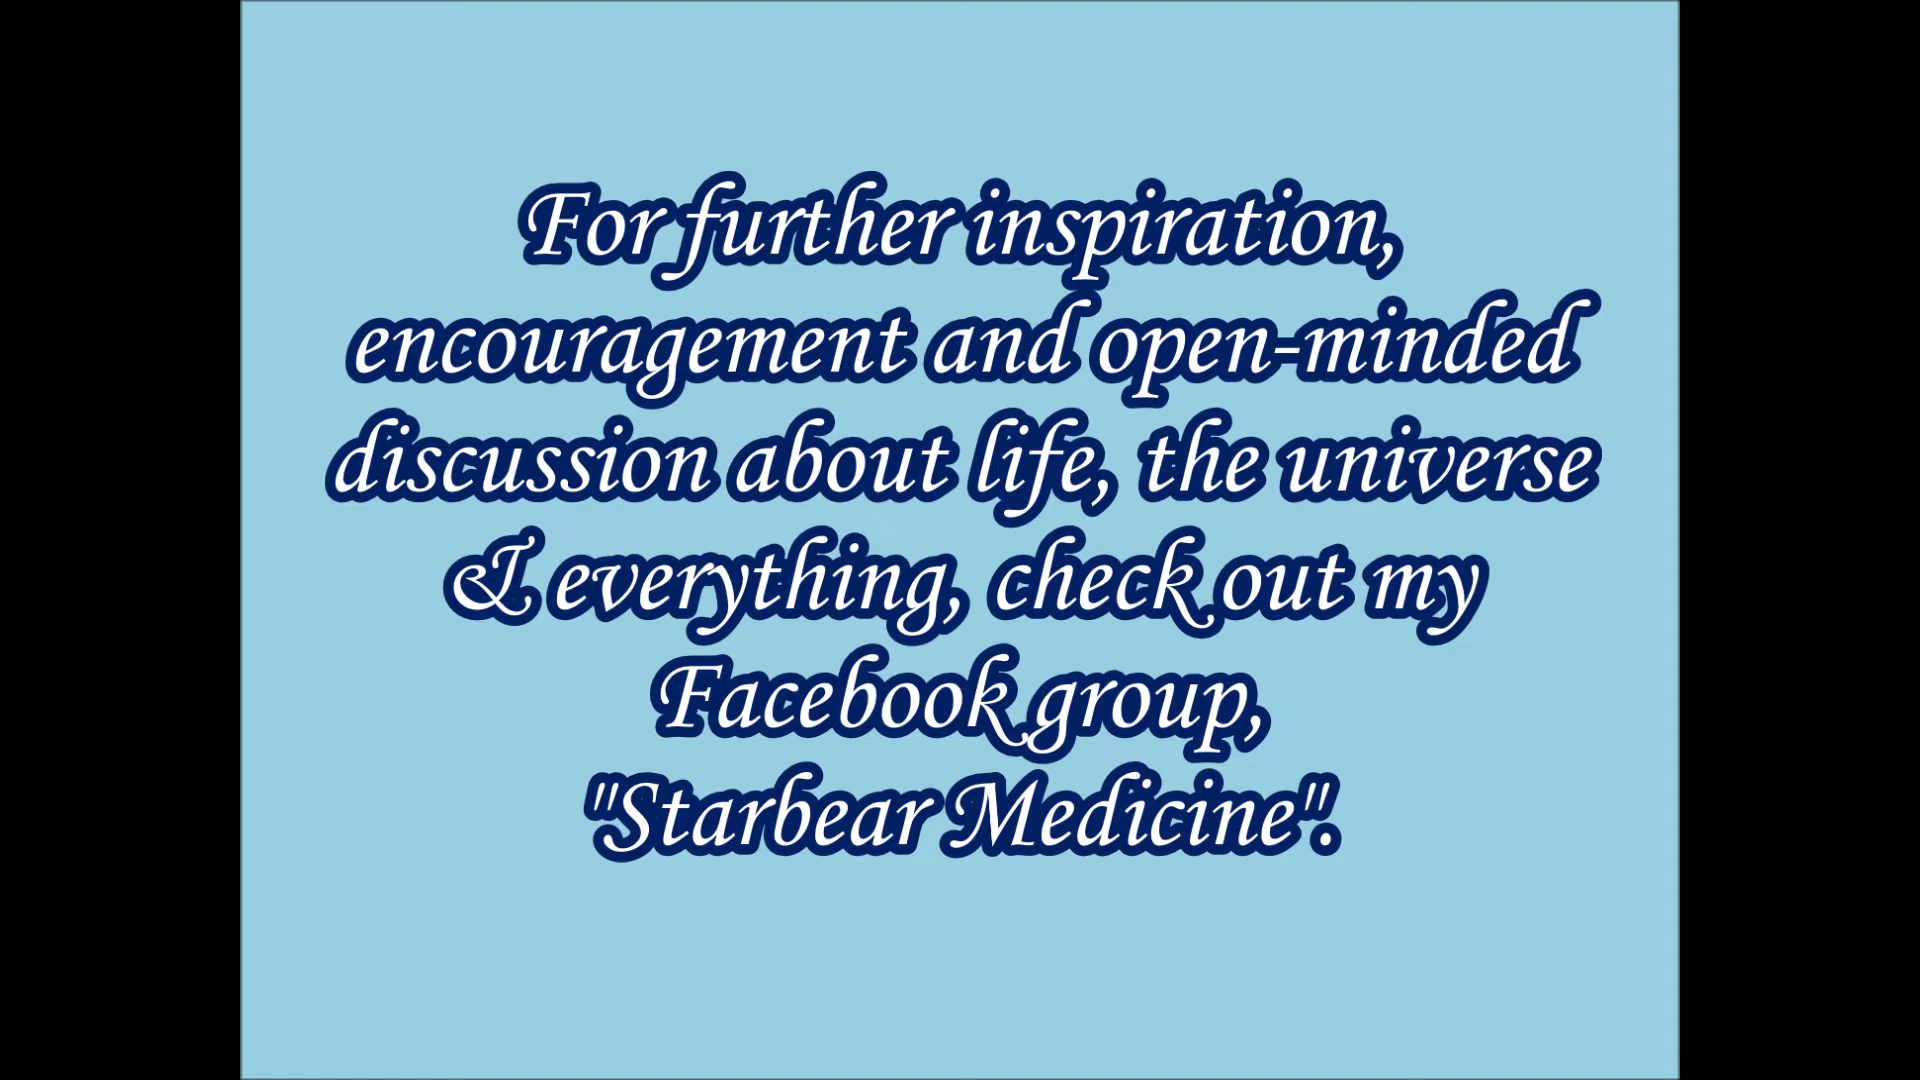 For further inspiration,
encouragement and open-minded
discussion about life, the universe
& everything, check out my
Facebook group,
"Starbear Medicine".